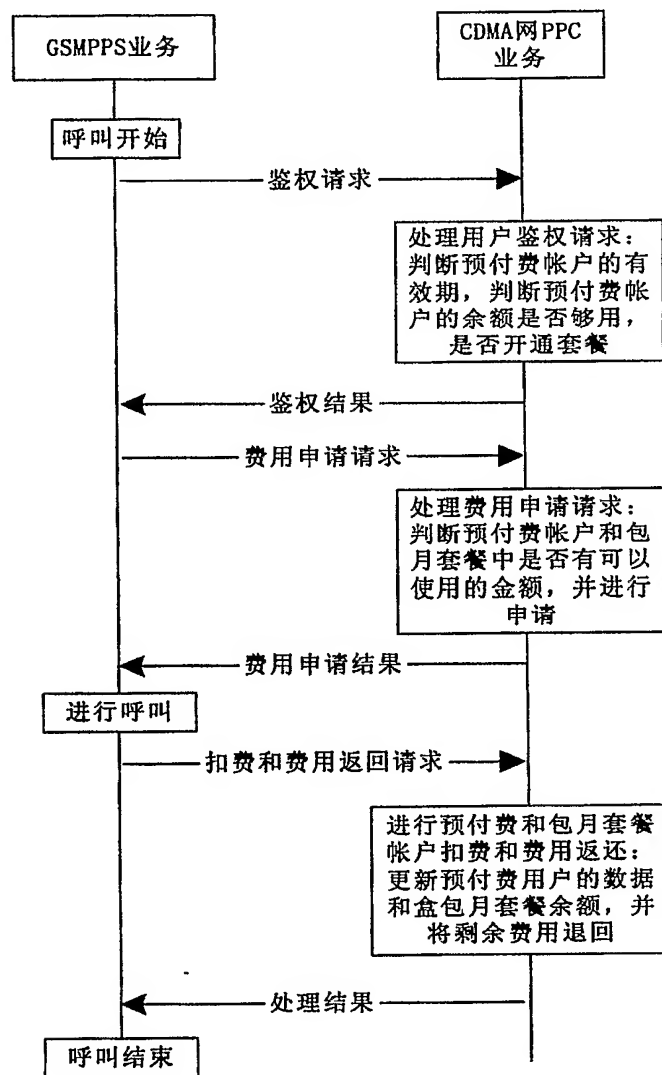 GSMPPS业务
CDMA网PPC
业务
呼叫开始
鉴权请求
处理用户鉴权请求：
判断预付费帐户的有
效期，判断预付费帐
户的余额是否够用，
是否开通套餐
鉴权结果
费用申请请求
处理费用申请请求：
判断预付费帐户和包
月套餐中是否有可以
使用的金额，并进行
申请
费用申请结果
进行呼叫
扣费和费用返回请求
进行预付费和包月套餐
帐户扣费和费用返还：
更新预付费用户的数据
和盒包月套餐余额，并
将剩余费用退回
处理结果
呼叫结束